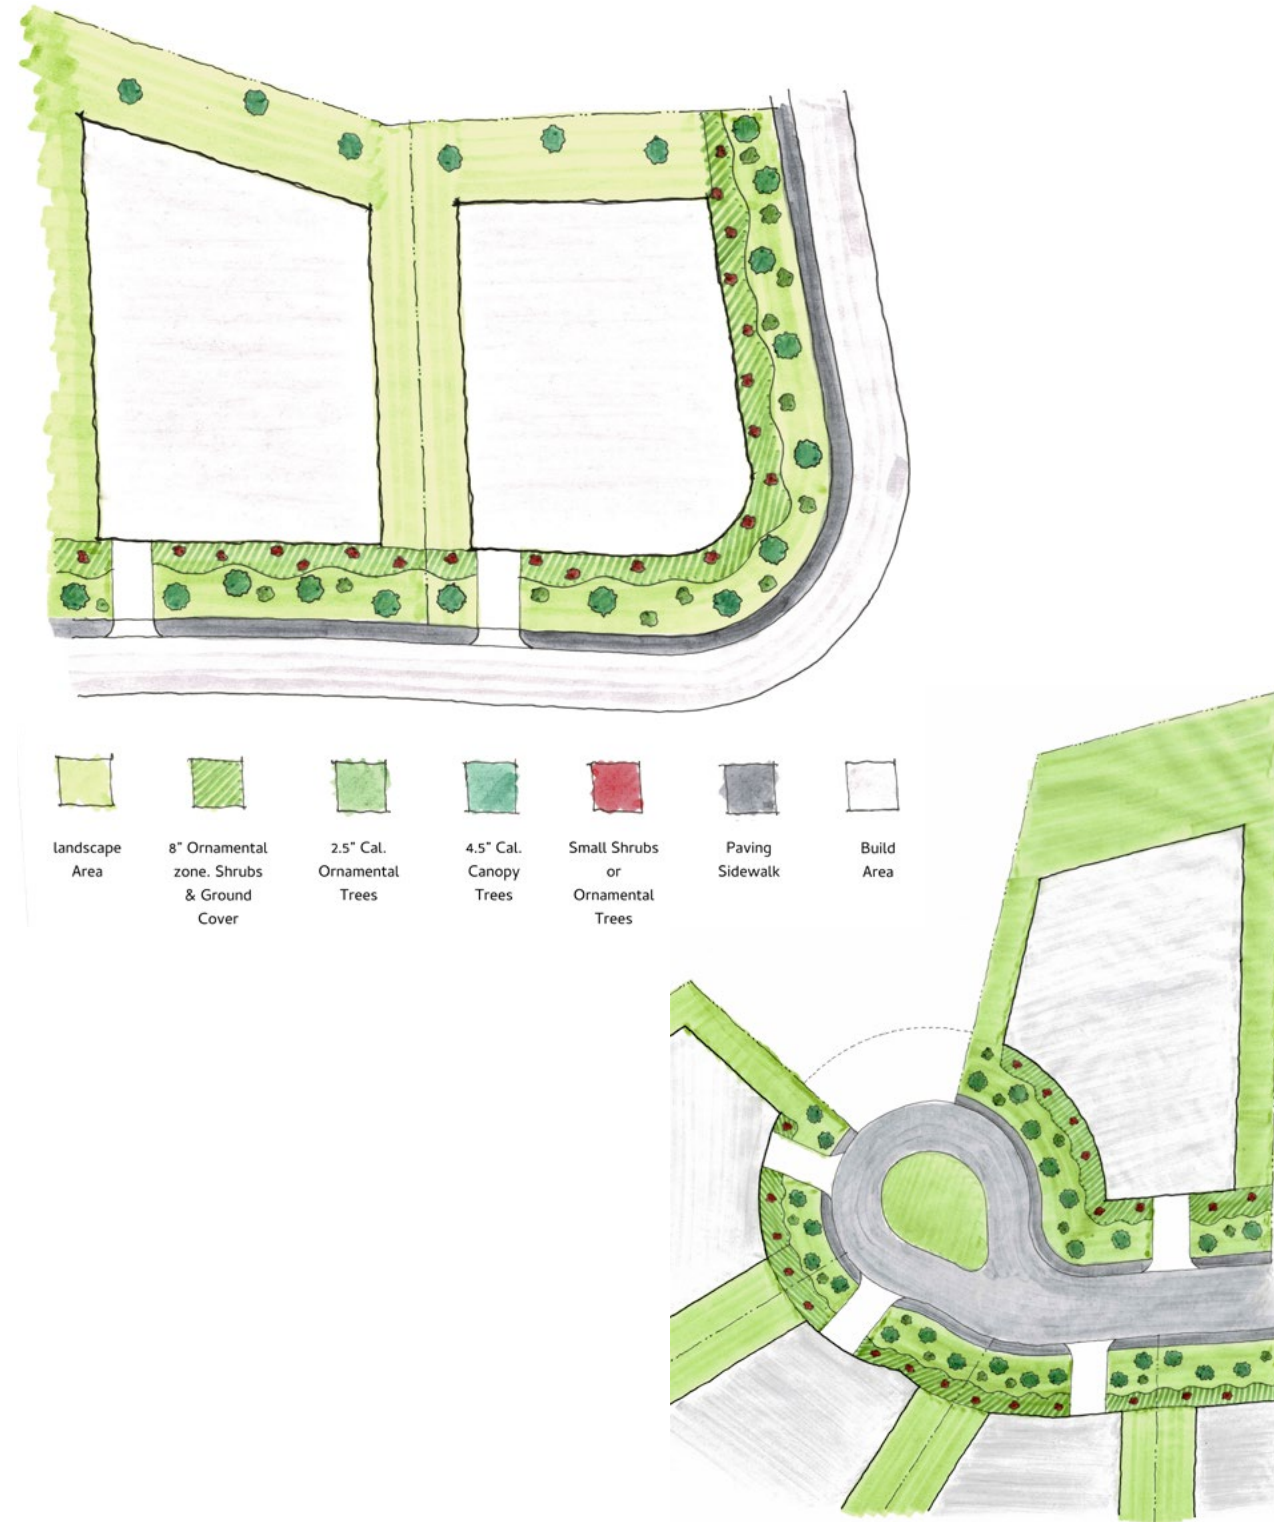 landscape
Area
8" Ornamental
zone. Shrubs
& Ground
Cover
2.5" Cal.
Ornamental
Trees
4.5" Cal.
Canopy
Trees
Small Shrubs
or
Ornamental
Trees
Paving
Sidewalk
Build
Area